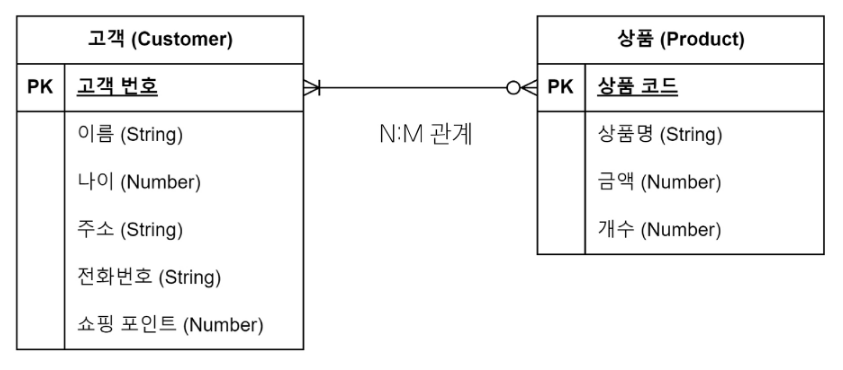 고객 (Customer)
PK 고객 번호
이름 (String)
나이 (Number)
주소 (String)
전화번호 (String)
쇼핑 포인트 (Number)
N:M 관계
상품 (Product)
PK 상품 코드
상품명 (String)
금액 (Number)
개수 (Number)